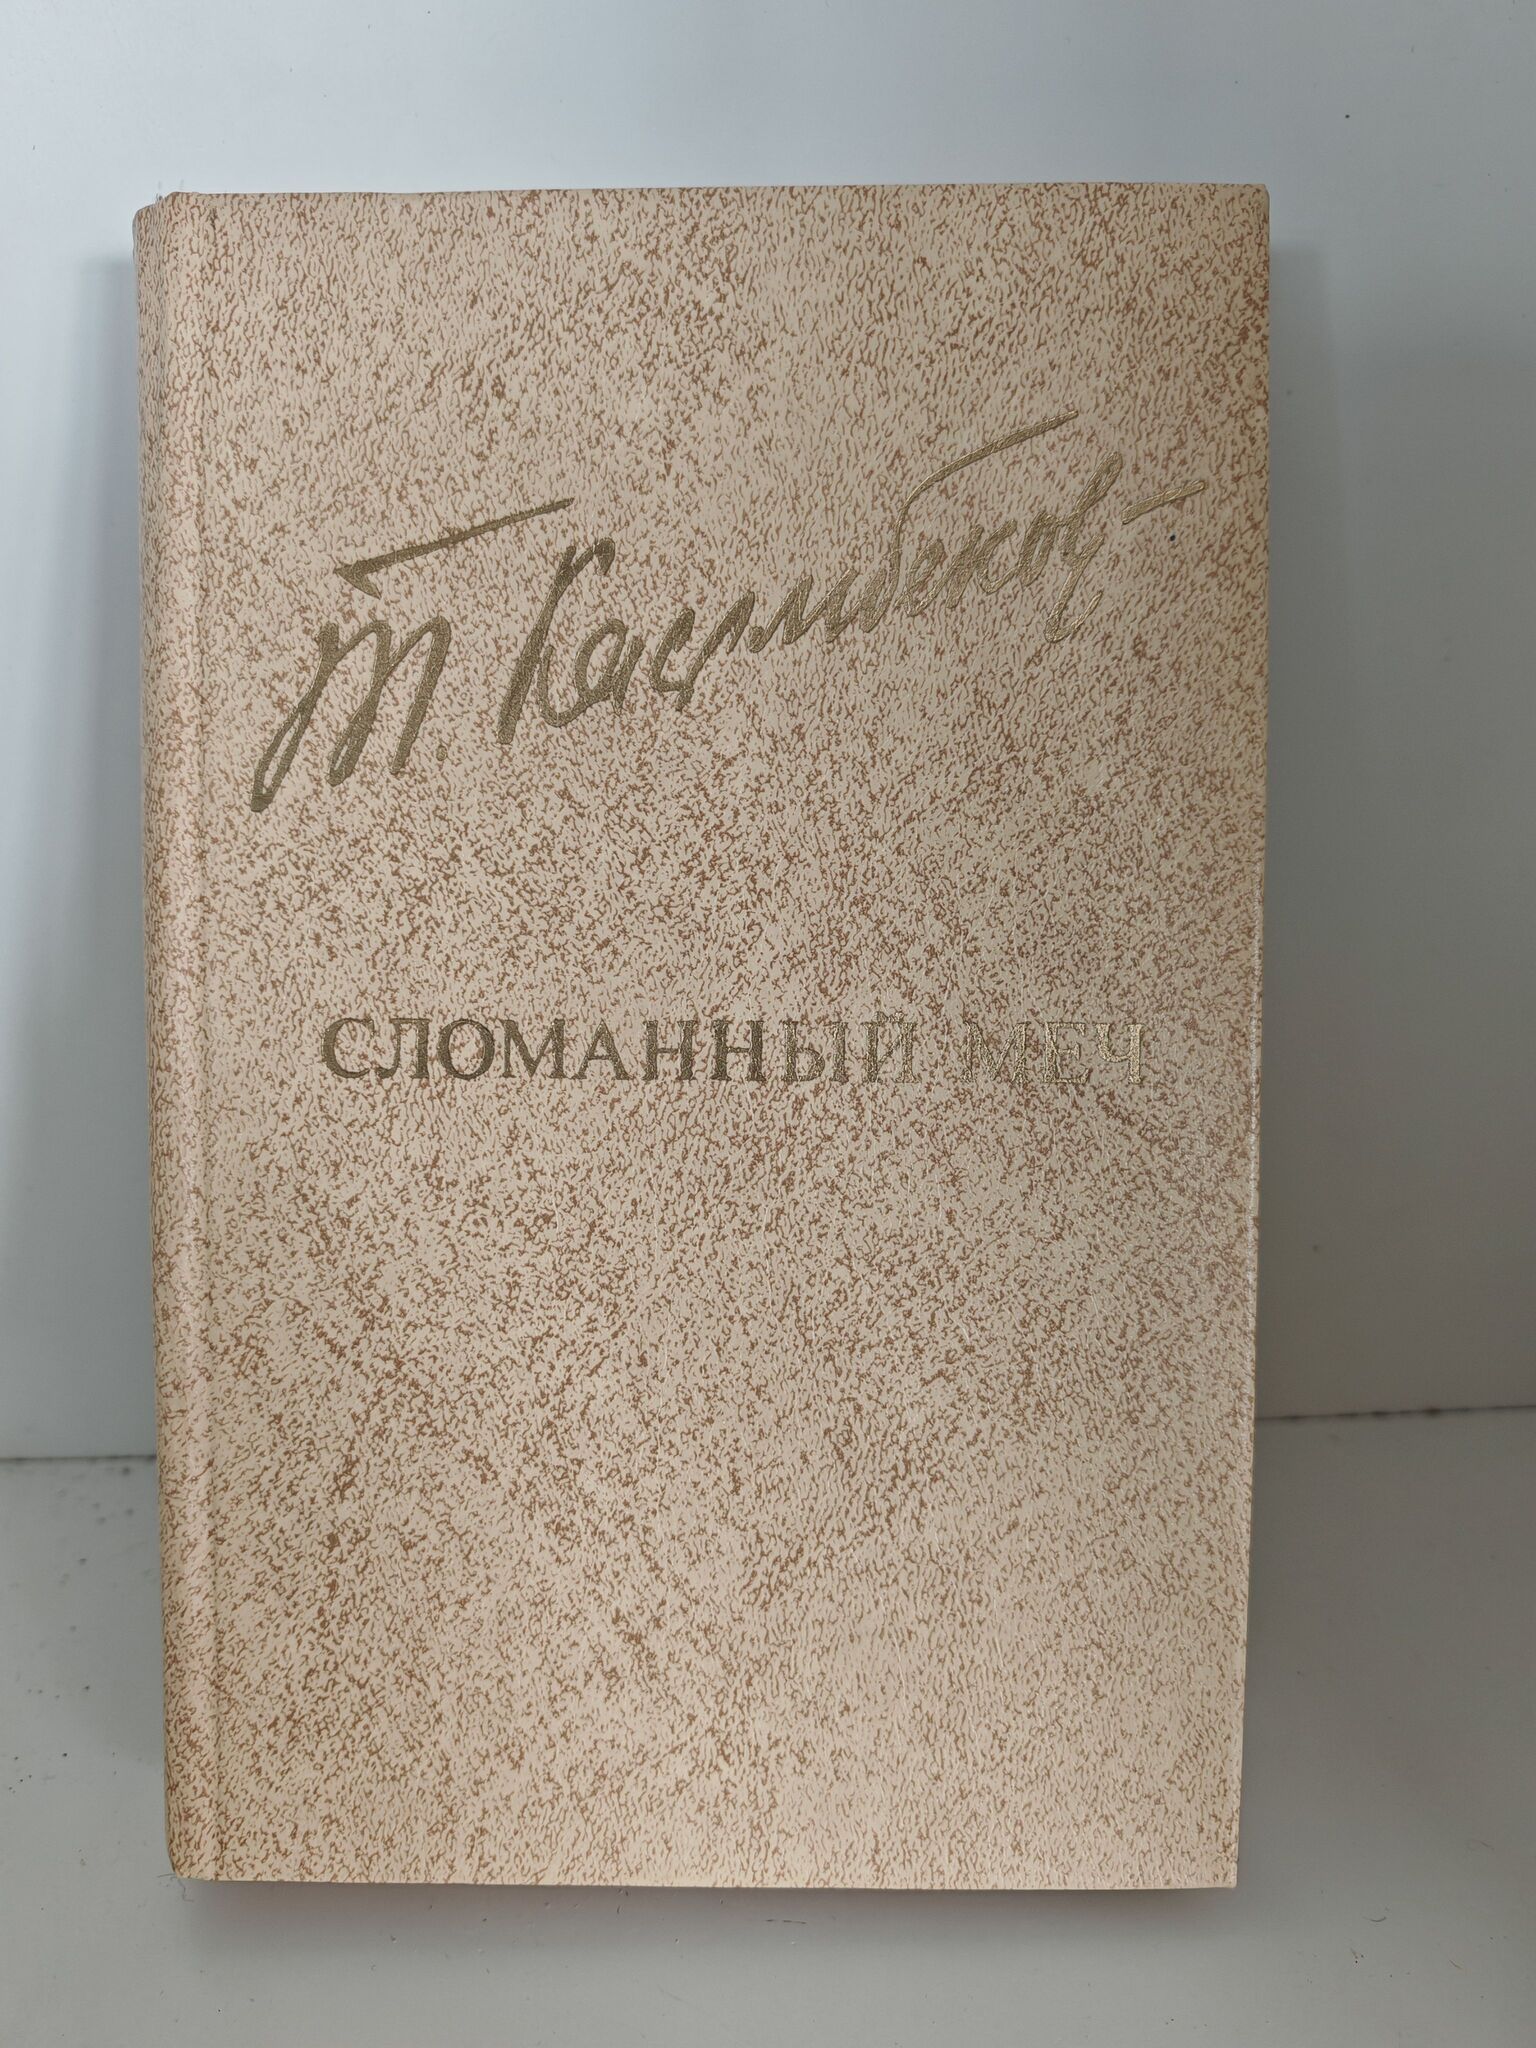 Т. Касымбеков
СЛОМАННЫЙ МЕЧ